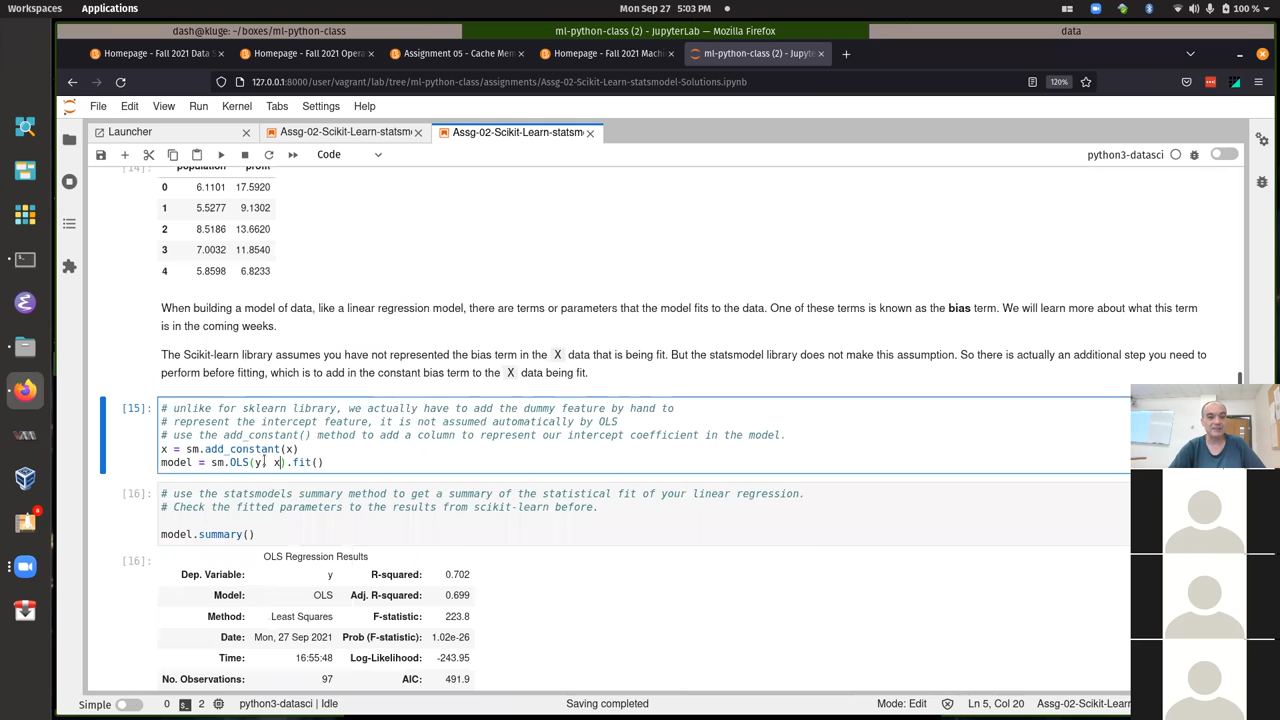 Activities
Applications
Mon Sep 27 5:03 PM
100 %
dash@kluge: ~/boxes/ml-python-class
ml-python-class (2) - JupyterLab — Mozilla Firefox
data
Homepage - Fall 2021 Data S
Homepage - Fall 2021 Opera
Assignment 05 - Cache Mem
Homepage - Fall 2021 Machi
ml-python-class (2) - Jupyter
127.0.0.1:8000/user/vagrant/lab/tree/ml-python-class/assignments/Assg-02-Scikit-Learn-statsmodel-Solutions.ipynb
120%
File Edit View Run Kernel Tabs Settings Help
Launcher
Assg-02-Scikit-Learn-statsm
Assg-02-Scikit-Learn-statsm
Code
python3-datasci
[14]:
population profit
0 6.1101 17.5920
1 5.5277 9.1302
2 8.5186 13.6620
3 7.0032 11.8540
4 5.8598 6.8233
When building a model of data, like a linear regression model, there are terms or parameters that the model fits to the data. One of these terms is known as the bias term. We will learn more about what this term
is in the coming weeks.
The Scikit-learn library assumes you have not represented the bias term in the X data that is being fit. But the statsmodel library does not make this assumption. So there is actually an additional step you need to
perform before fitting, which is to add in the constant bias term to the X data being fit.
[15]:
# unlike for sklearn library, we actually have to add the dummy feature by hand to
# represent the intercept feature, it is not assumed automatically by OLS
# use the add_constant() method to add a column to represent our intercept coefficient in the model.
x = sm.add_constant(x)
model = sm.OLS(y, x).fit()
[16]:
# use the statsmodels summary method to get a summary of the statistical fit of your linear regression.
# Check the fitted parameters to the results from scikit-learn before.
model.summary()
[16]:
OLS Regression Results
Dep. Variable: y R-squared: 0.702
Model: OLS Adj. R-squared: 0.699
Method: Least Squares F-statistic: 223.8
Date: Mon, 27 Sep 2021 Prob (F-statistic): 1.02e-26
Time: 16:55:48 Log-Likelihood: -243.95
No. Observations: 97 AIC: 491.9
Simple 0 2 python3-datasci | Idle
Saving completed
Mode: Edit
Ln 5, Col 20
Assg-02-Scikit-Learn-statsm
8